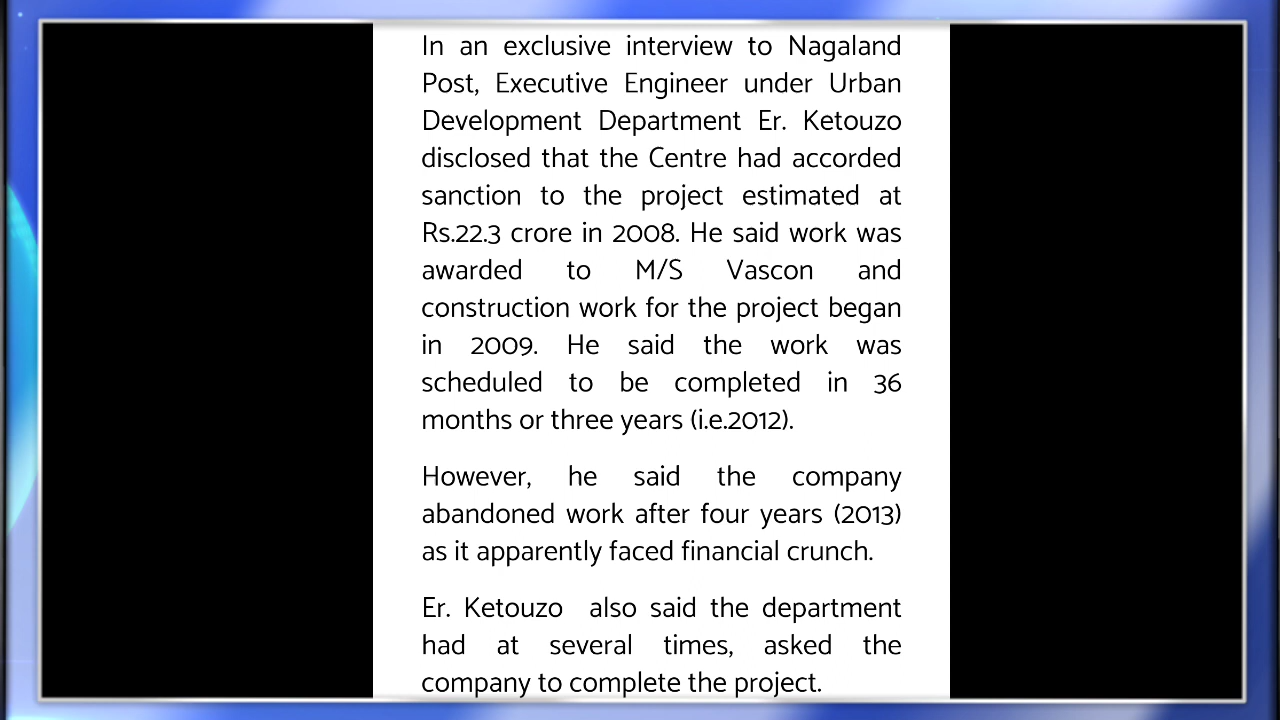 In an exclusive interview to Nagaland
Post, Executive Engineer under Urban
Development Department Er. Ketouzo
disclosed that the Centre had accorded
sanction to the project estimated at
Rs.22.3 crore in 2008. He said work was
awarded to M/S Vascon and
construction work for the project began
in 2009. He said the work was
scheduled to be completed in 36
months or three years (i.e.2012).
However, he said the company
abandoned work after four years (2013)
as it apparently faced financial crunch.
Er. Ketouzo also said the department
had at several times, asked the
company to complete the project.